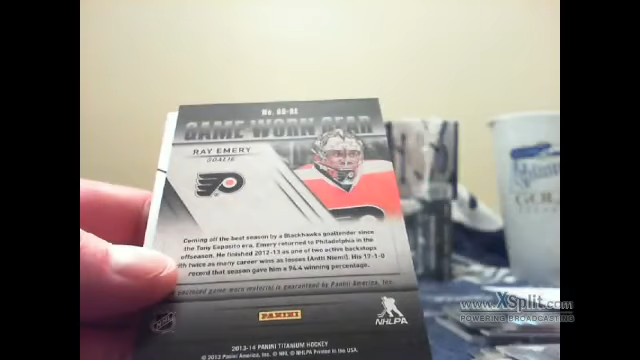 GAME WORN GEAR
RAY EMERY
GOALIE
Coming off the best season by a Blackhawks goaltender since
the Tony Esposito era, Emery returned to Philadelphia in the
offseason. He finished 2012-13 as one of two active backstops
with twice as many career wins as losses (Antti Niemi). His 17-1-0
record that season gave him a 94.4 winning percentage.
enclosed game-worn material is guaranteed by Panini America, Inc.
PANINI
NHLPA
2013-14 PANINI TITANIUM HOCKEY
© 2013 Panini America, Inc. © NHL © NHLPA Printed in the USA.
www.XSplit.com
POWERING BROADCASTING